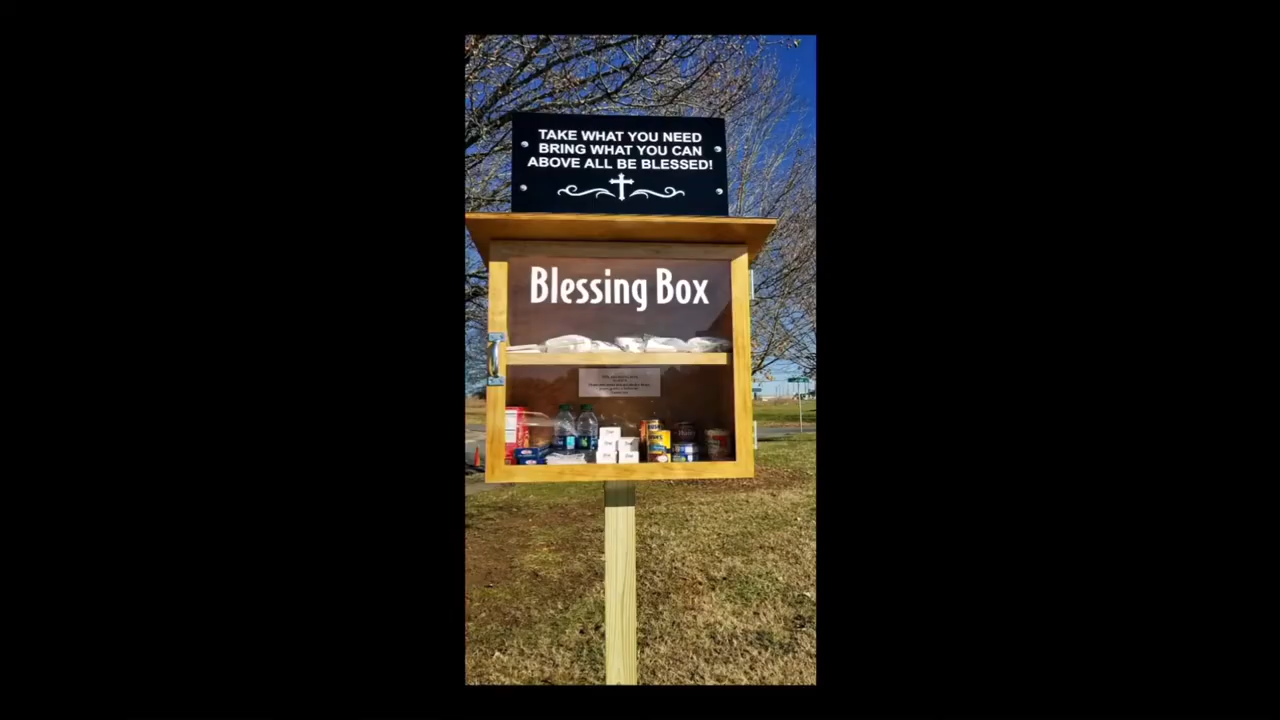 TAKE WHAT YOU NEED
BRING WHAT YOU CAN
ABOVE ALL BE BLESSED!
Blessing Box